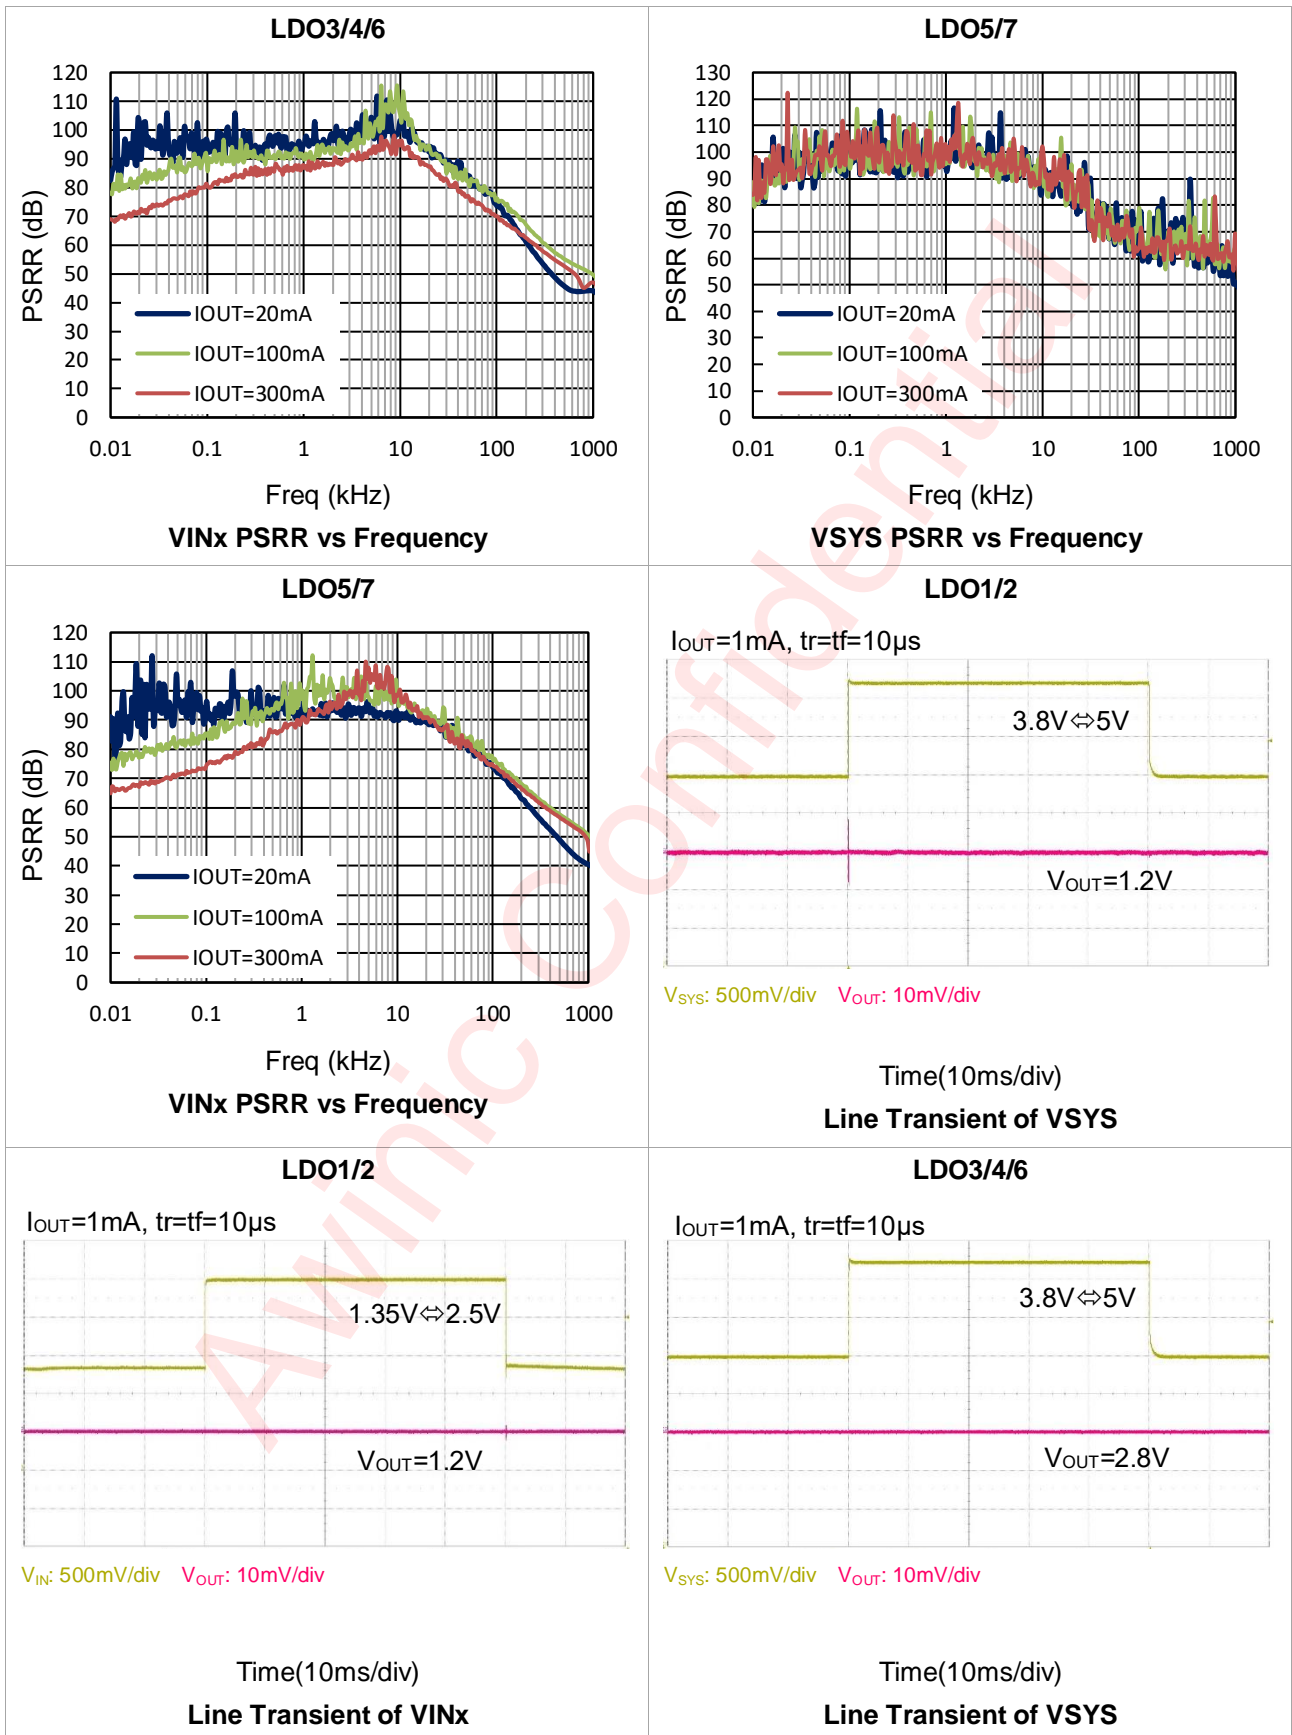 LDO3/4/6
120
110
100
90
80
70
60
50
40
30
20
10
0
PSRR (dB)
IOUT=20mA
IOUT=100mA
IOUT=300mA
0.01 0.1 1 10 100 1000
Freq (kHz)
VINx PSRR vs Frequency
LDO5/7
130
120
110
100
90
80
70
60
50
40
30
20
10
0
PSRR (dB)
IOUT=20mA
IOUT=100mA
IOUT=300mA
0.01 0.1 1 10 100 1000
Freq (kHz)
VSYS PSRR vs Frequency
LDO5/7
120
110
100
90
80
70
60
50
40
30
20
10
0
PSRR (dB)
IOUT=20mA
IOUT=100mA
IOUT=300mA
0.01 0.1 1 10 100 1000
Freq (kHz)
VINx PSRR vs Frequency
LDO1/2
IOUT=1mA, tr=tf=10µs
3.8V⇔5V
VOUT=1.2V
VSYS: 500mV/div VOUT: 10mV/div
Time(10ms/div)
Line Transient of VSYS
LDO1/2
IOUT=1mA, tr=tf=10µs
1.35V⇔2.5V
VOUT=1.2V
VIN: 500mV/div VOUT: 10mV/div
Time(10ms/div)
Line Transient of VINx
LDO3/4/6
IOUT=1mA, tr=tf=10µs
3.8V⇔5V
VOUT=2.8V
VSYS: 500mV/div VOUT: 10mV/div
Time(10ms/div)
Line Transient of VSYS
Awinic Confidential